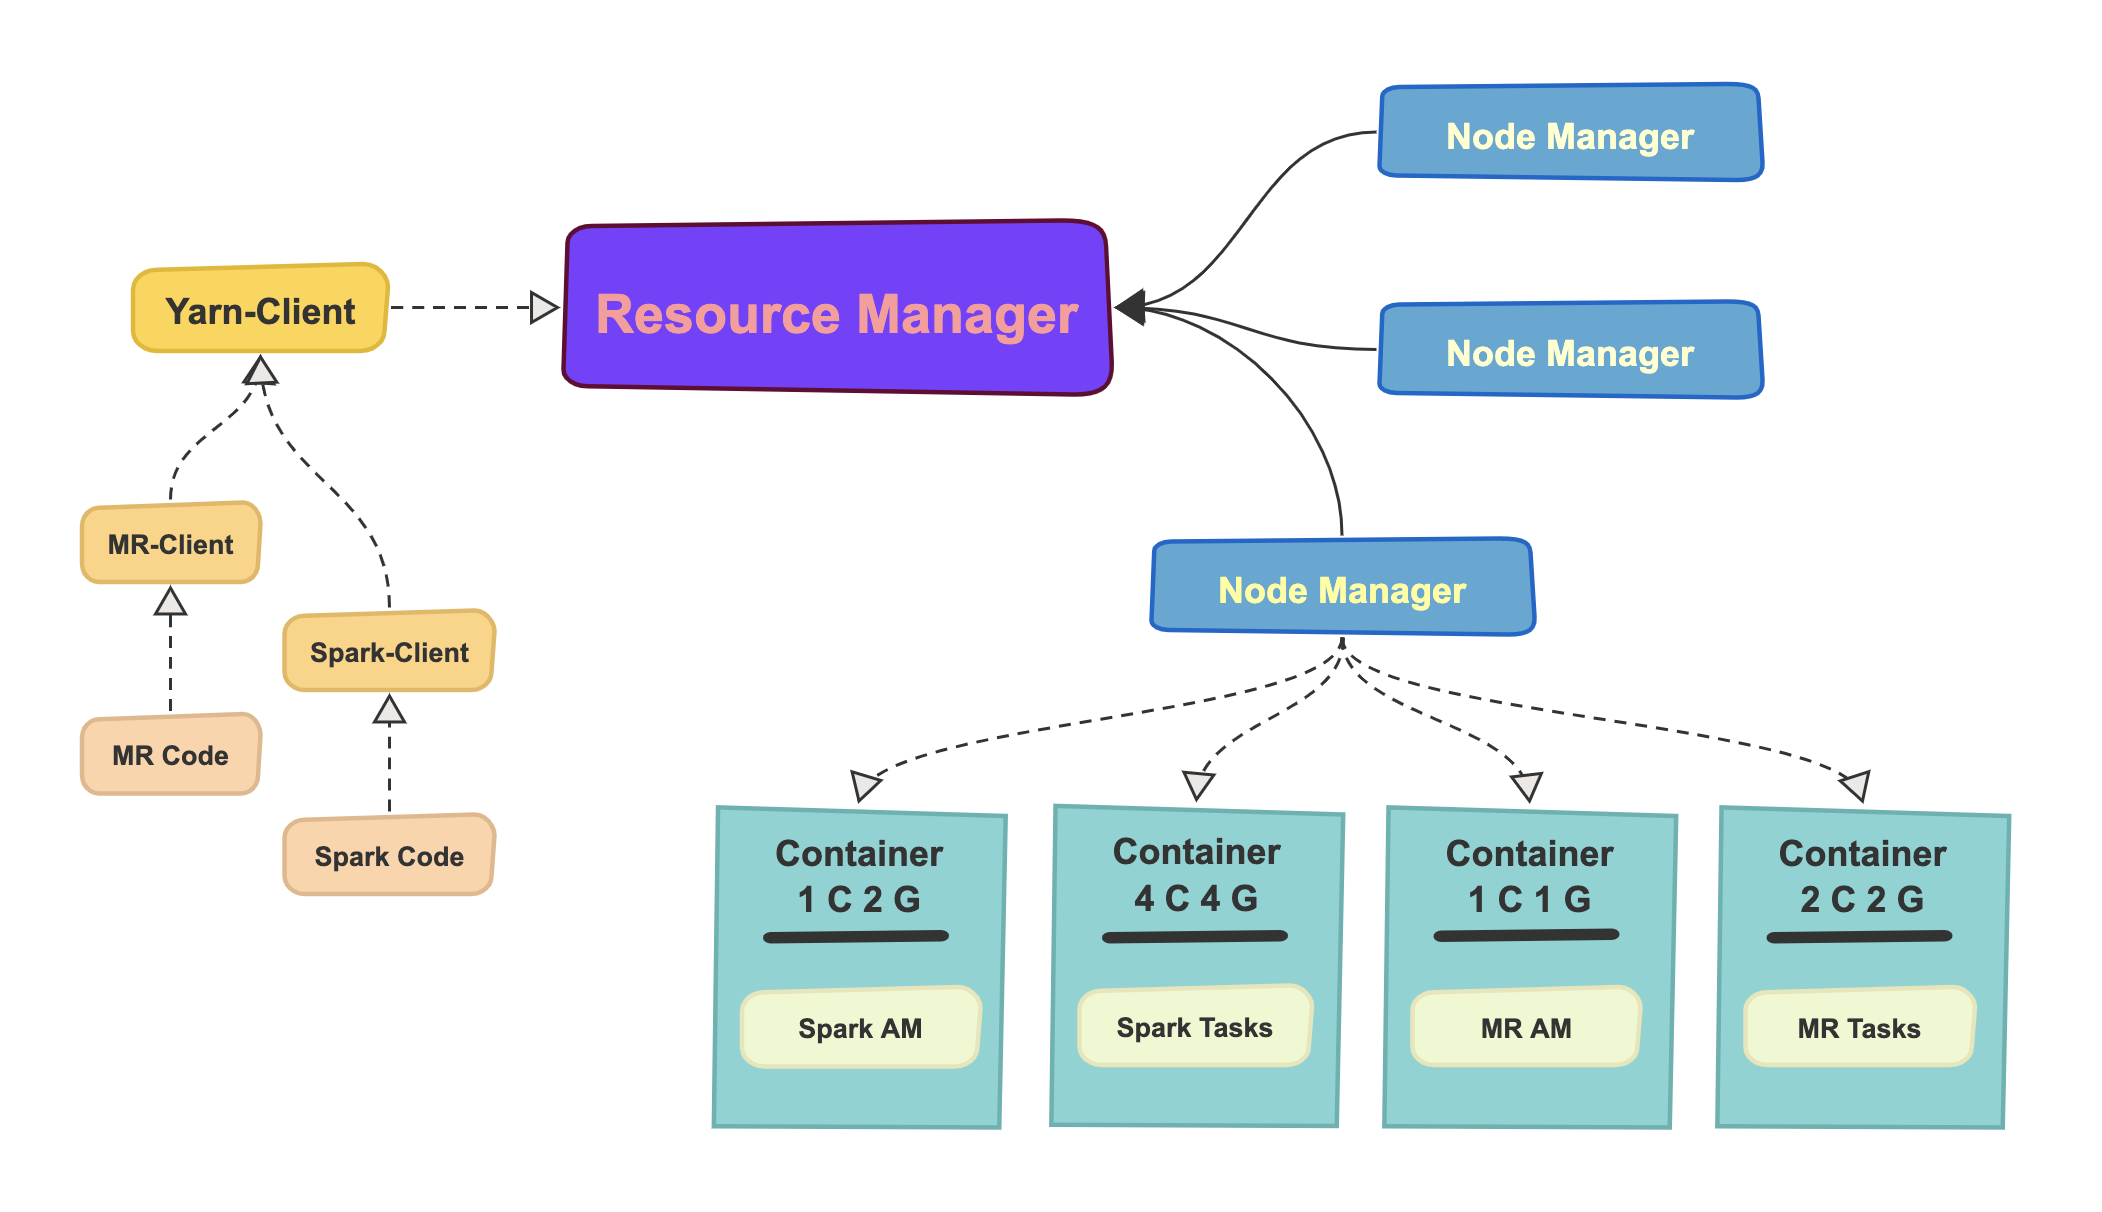 Node Manager
Yarn-Client
Resource Manager
Node Manager
MR-Client
Node Manager
Spark-Client
MR Code
Spark Code
Container
1 C 2 G
Spark AM
Container
4 C 4 G
Spark Tasks
Container
1 C 1 G
MR AM
Container
2 C 2 G
MR Tasks